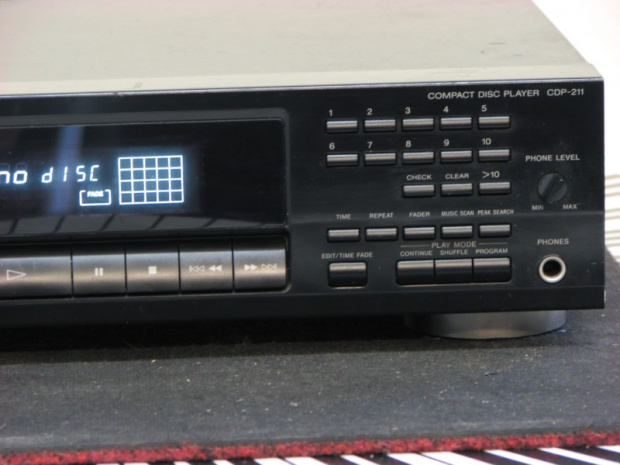 COMPACT DISC PLAYER CDP-211
1 2 3 4 5
6 7 8 9 10
PHONE LEVEL
no dISC
CHECK CLEAR >10
PAGE
MIN MAX
TIME REPEAT FADER MUSIC SCAN PEAK SEARCH
PLAY MODE
PHONES
EDIT/TIME FADE CONTINUE SHUFFLE PROGRAM